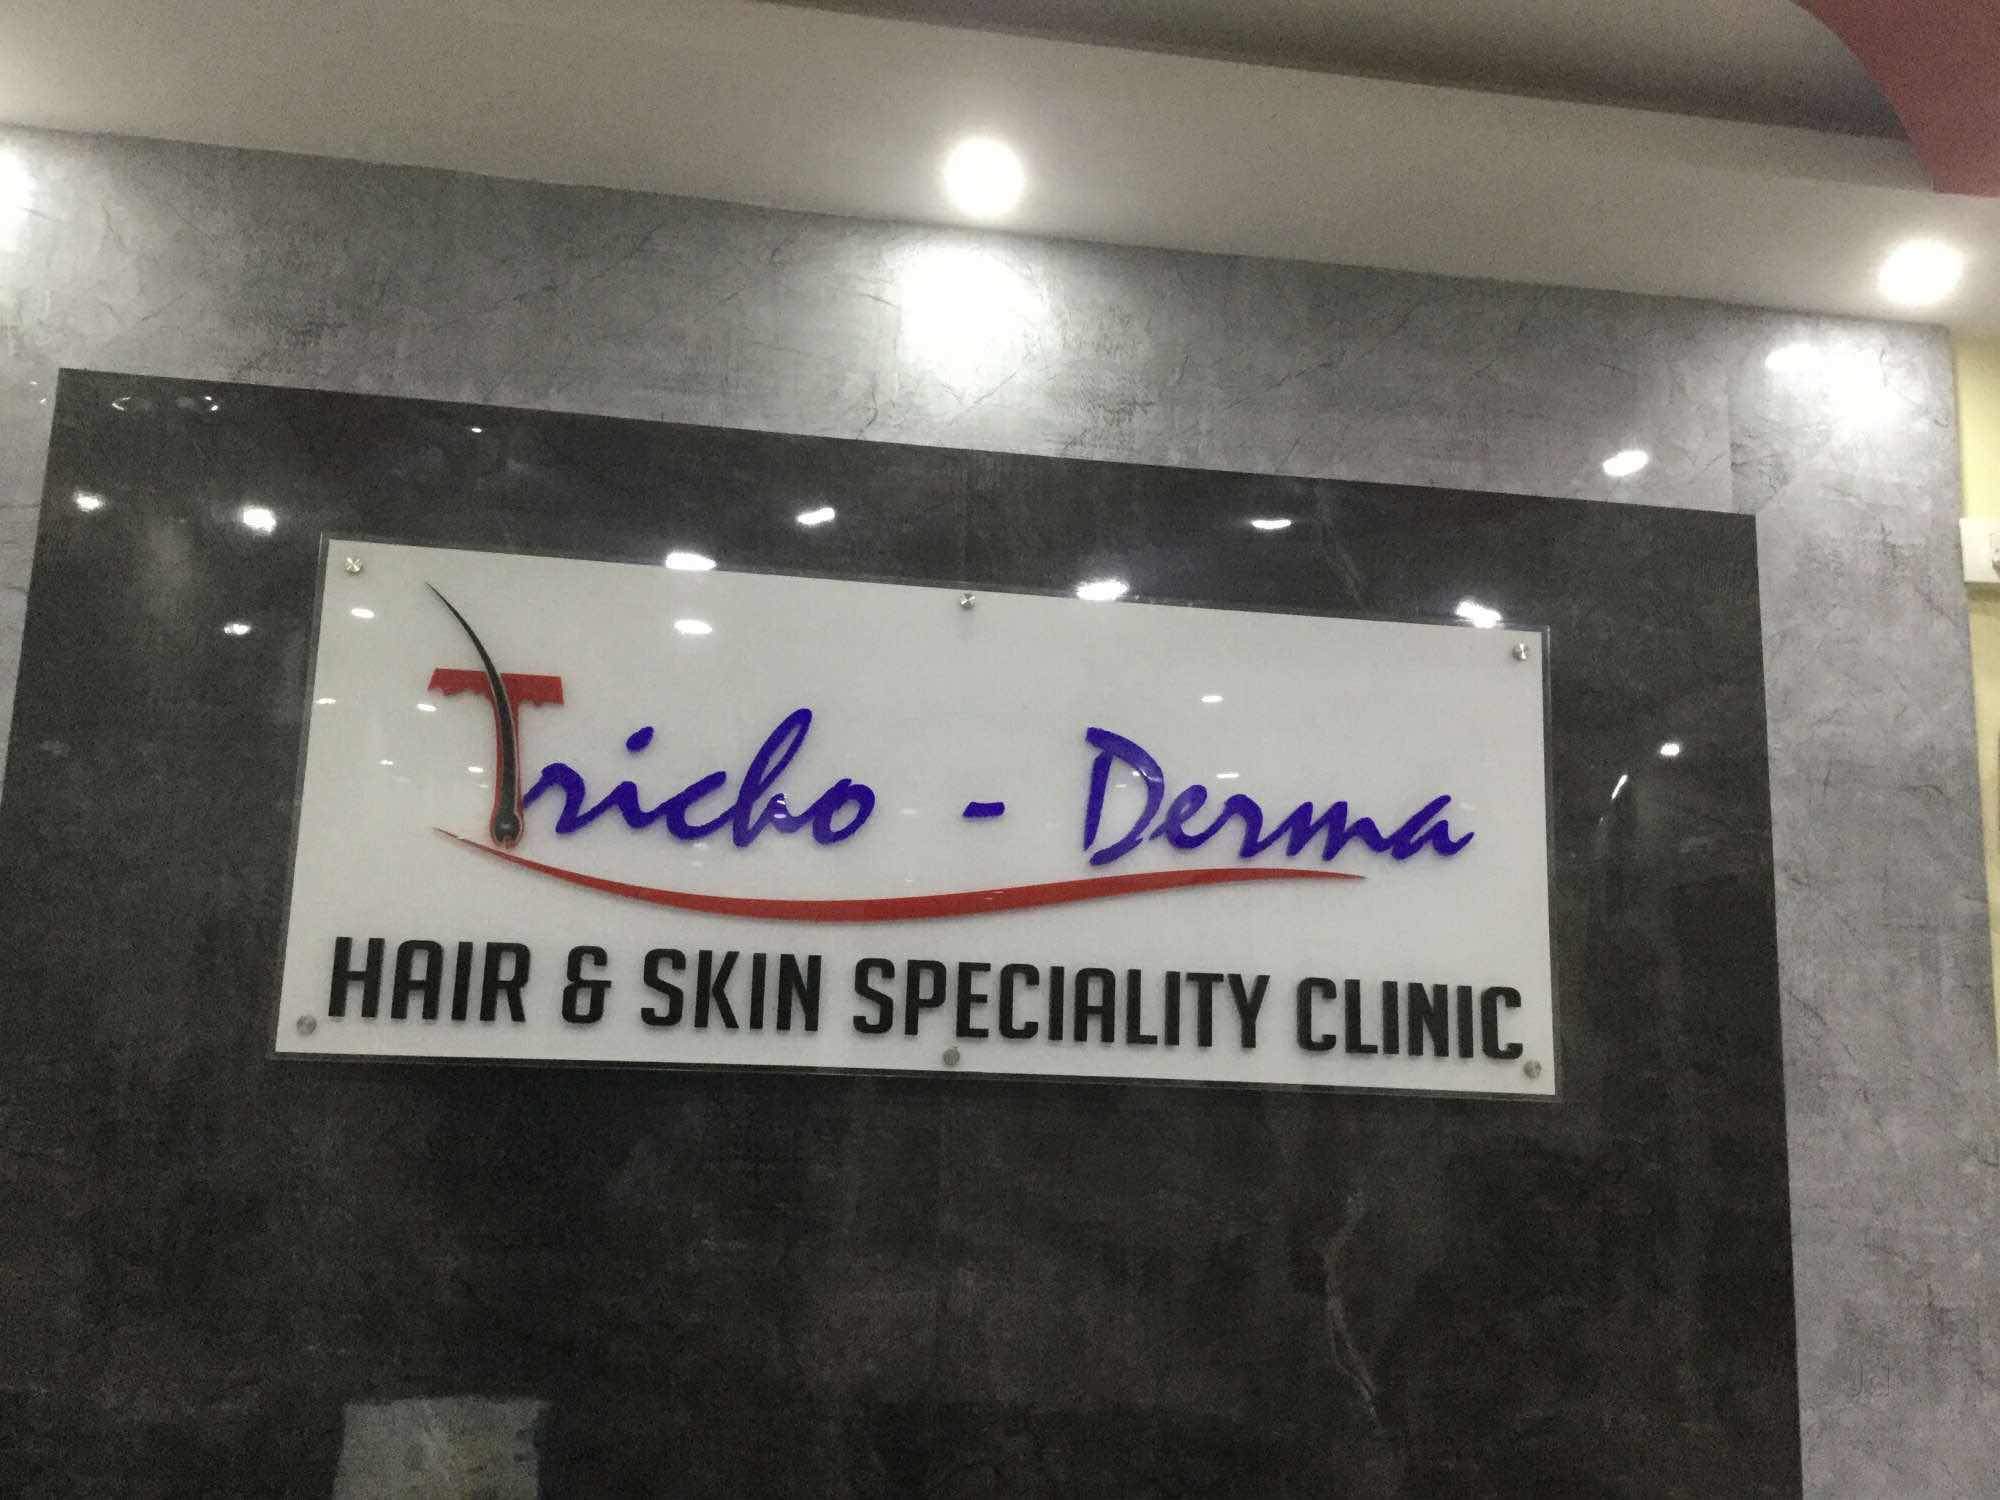 Tricho - Derma
HAIR & SKIN SPECIALITY CLINIC